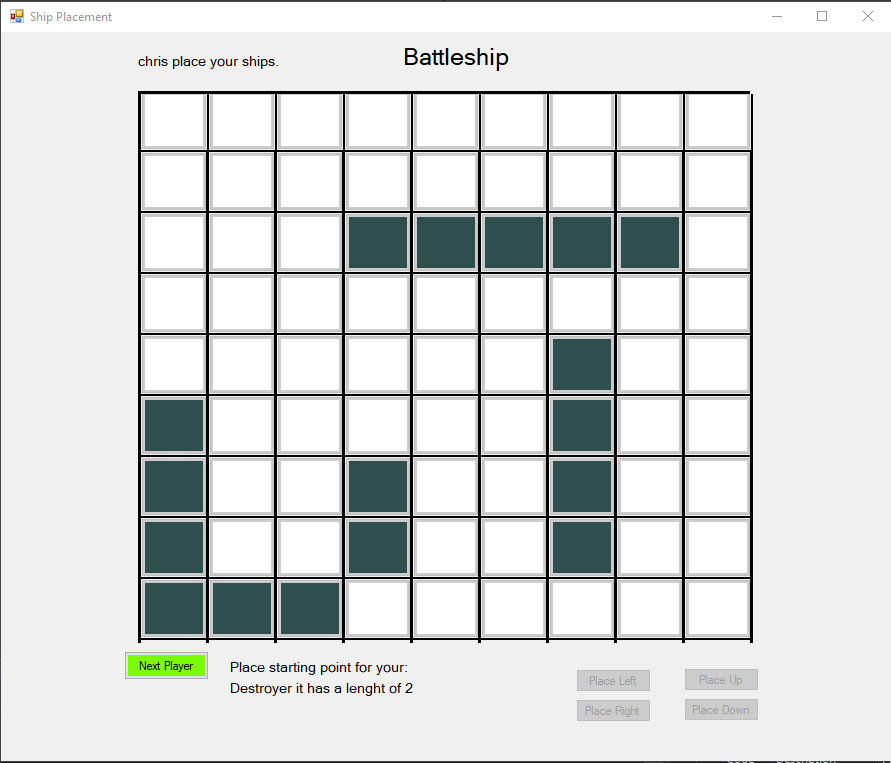 Ship Placement
chris place your ships.
Battleship
Next Player
Place starting point for your:
Destroyer it has a lenght of 2
Place Left
Place Up
Place Right
Place Down